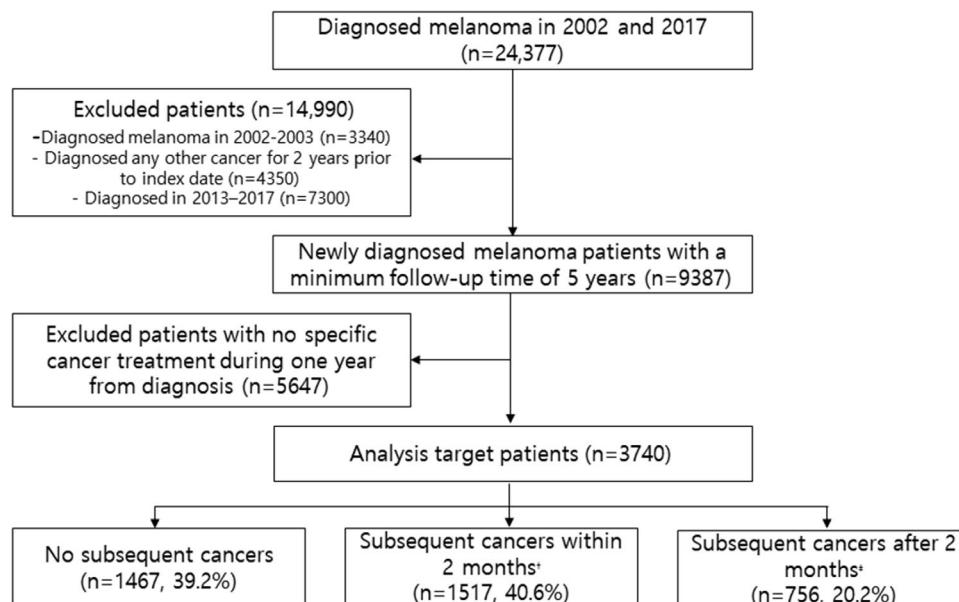 Diagnosed melanoma in 2002 and 2017
(n=24,377)
Excluded patients (n=14,990)
-Diagnosed melanoma in 2002-2003 (n=3340)
- Diagnosed any other cancer for 2 years prior
to index date (n=4350)
- Diagnosed in 2013–2017 (n=7300)
Newly diagnosed melanoma patients with a
minimum follow-up time of 5 years (n=9387)
Excluded patients with no specific
cancer treatment during one year
from diagnosis (n=5647)
Analysis target patients (n=3740)
No subsequent cancers
(n=1467, 39.2%)
Subsequent cancers within
2 months†
(n=1517, 40.6%)
Subsequent cancers after 2
months‡
(n=756, 20.2%)